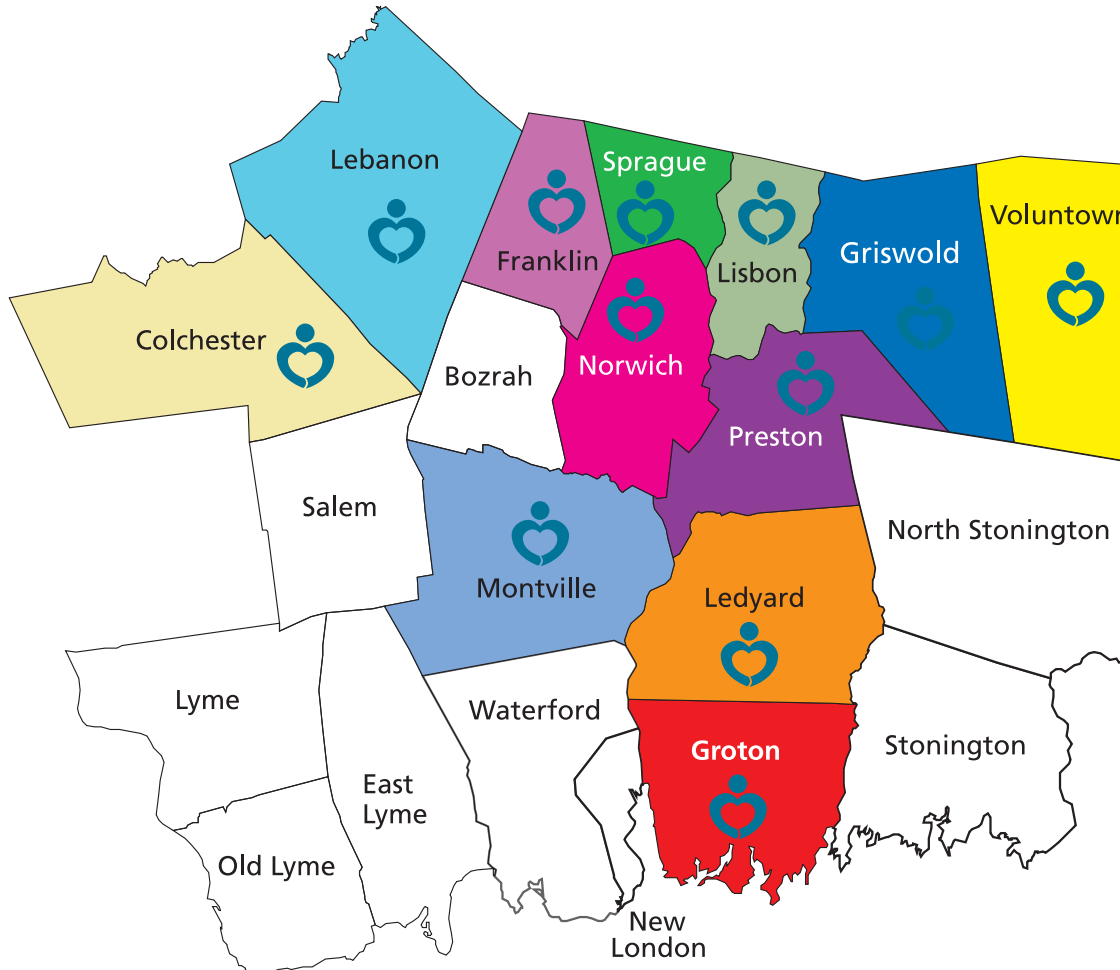 Lebanon
Sprague
Voluntown
Griswold
Franklin
Lisbon
Colchester
Norwich
Bozrah
Preston
Salem
North Stonington
Montville
Ledyard
Lyme
Waterford
Groton
Stonington
East
Lyme
Old Lyme
New
London